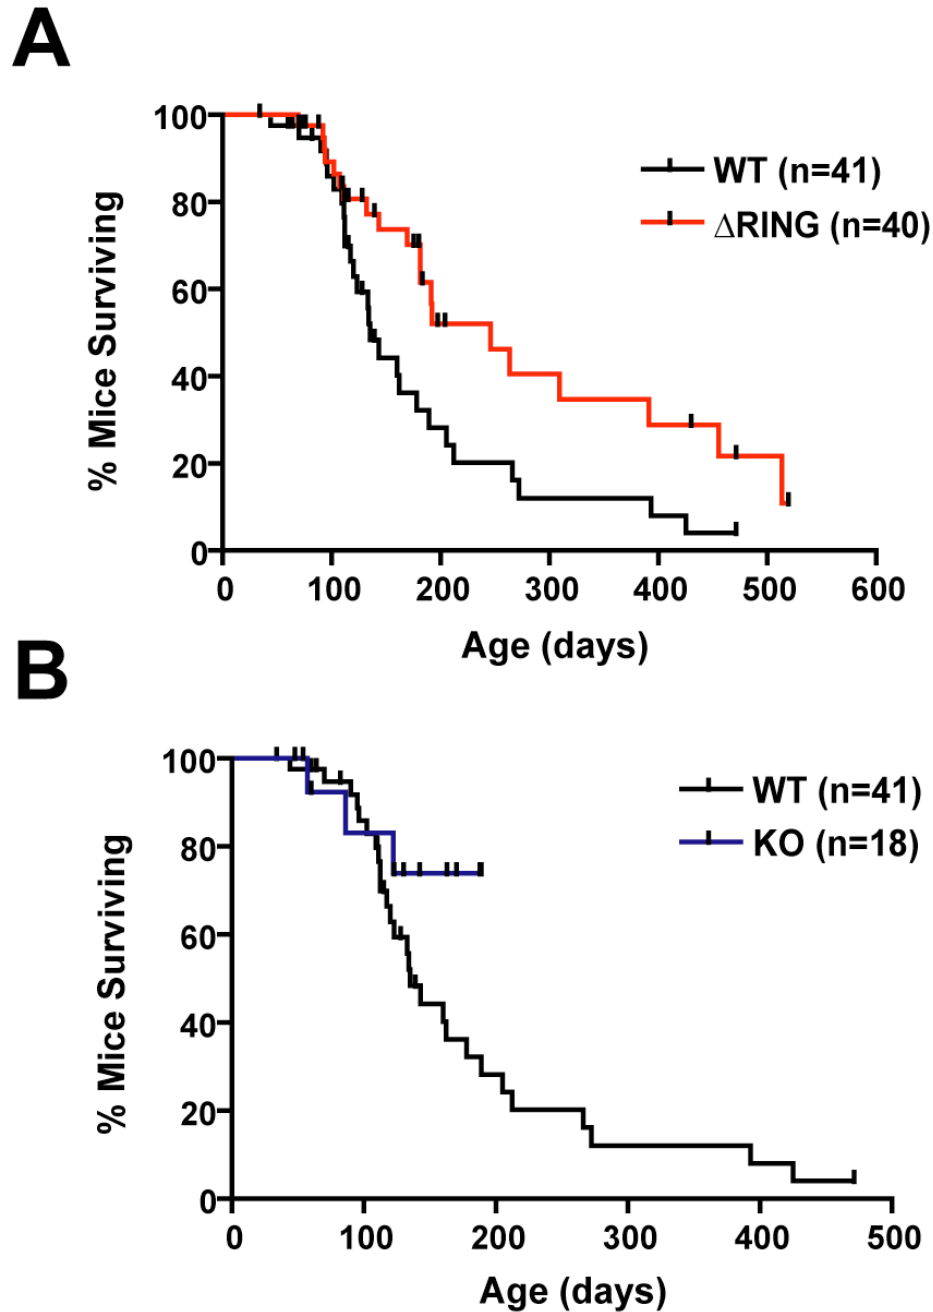 A
100
80
60
40
20
0
% Mice Surviving
WT (n=41)
ΔRING (n=40)
0 100 200 300 400 500 600
Age (days)
B
100
80
60
40
20
0
% Mice Surviving
WT (n=41)
KO (n=18)
0 100 200 300 400 500
Age (days)